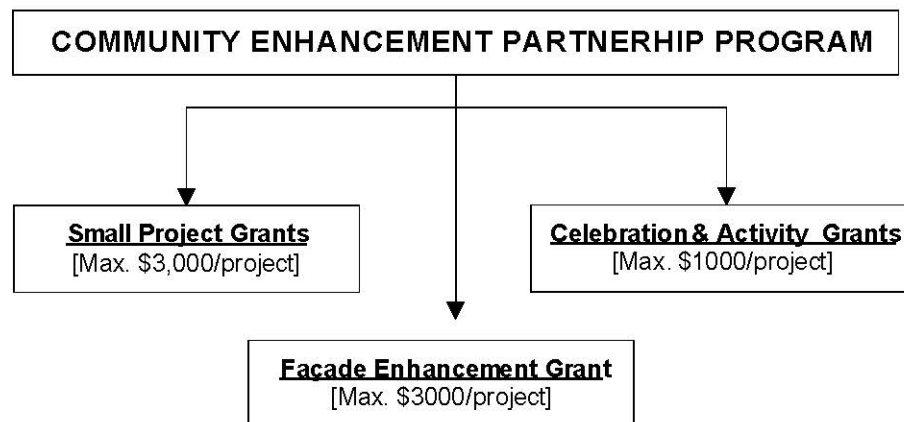 COMMUNITY ENHANCEMENT PARTNERHIP PROGRAM
Small Project Grants
[Max. $3,000/project]
Celebration & Activity Grants
[Max. $1000/project]
Façade Enhancement Grant
[Max. $3000/project]